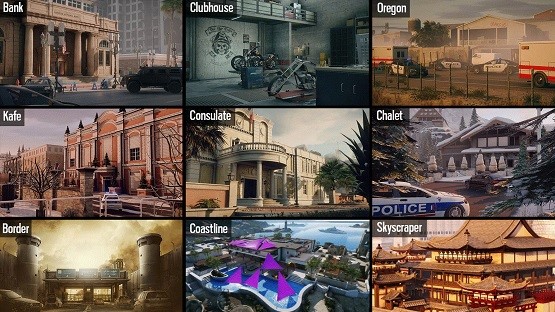 Bank
Clubhouse
Oregon
Kafe
Consulate
Chalet
POLICE
Border
Coastline
Skyscraper